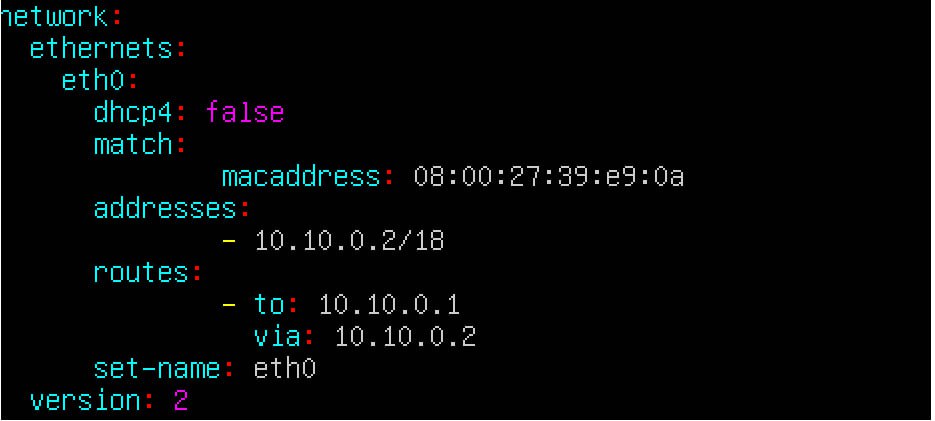 network:
  ethernets:
    eth0:
      dhcp4: false
      match:
              macaddress: 08:00:27:39:e9:0a
      addresses:
              - 10.10.0.2/18
      routes:
              - to: 10.10.0.1
                via: 10.10.0.2
      set-name: eth0
  version: 2